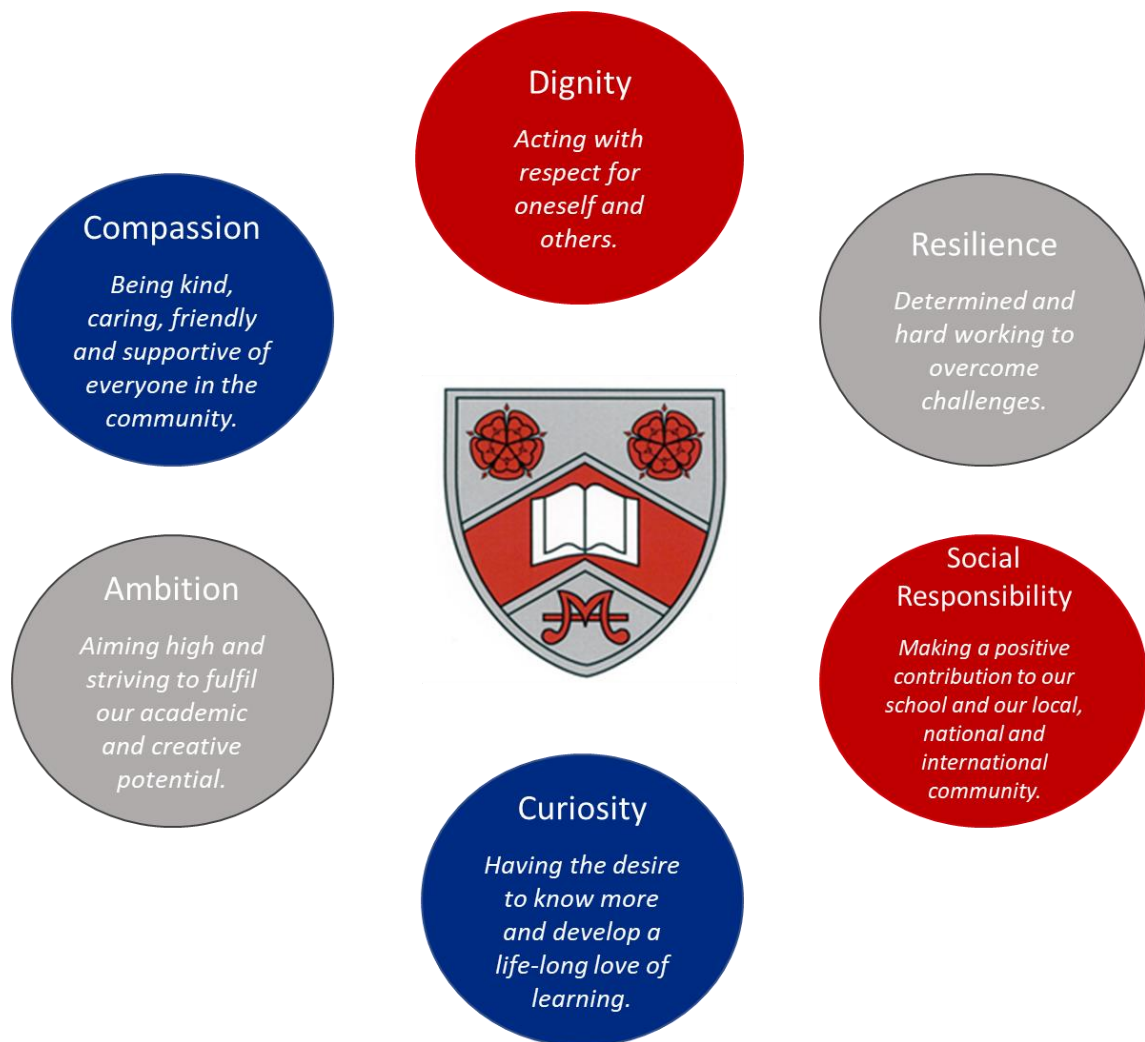 Dignity
Acting with
respect for
oneself and
others.
Compassion
Being kind,
caring, friendly
and supportive of
everyone in the
community.
Resilience
Determined and
hard working to
overcome
challenges.
M
Ambition
Aiming high and
striving to fulfil
our academic
and creative
potential.
Social
Responsibility
Making a positive
contribution to our
school and our local,
national and
international
community.
Curiosity
Having the desire
to know more
and develop a
life-long love of
learning.